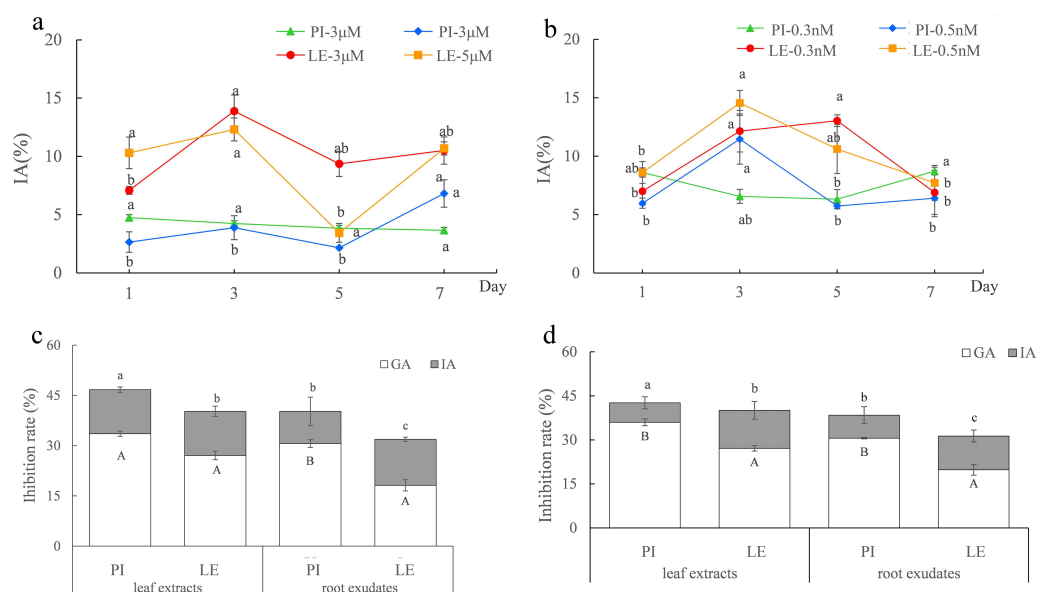 a
PI-3μM PI-3μM
LE-3μM LE-5μM
20
15
10
5
0
IA(%)
a
b
a
b
a
a
a
b
ab
b
a
b
ab
a
a
a
1 3 5 7 Day
b
PI-0.3nM PI-0.5nM
LE-0.3nM LE-0.5nM
20
15
10
5
0
IA(%)
b
ab
b
b
a
a
a
ab
a
ab
b
b
a
b
b
b
1 3 5 7
Day
c
GA IA
60
45
30
15
0
Ihibition rate (%)
a
b
b
c
A
A
B
A
PI LE PI LE
leaf extracts root exudates
d
GA IA
60
45
30
15
0
Inhibition rate (%)
a
b
b
c
B
A
B
A
PI LE PI LE
leaf extracts root exudates